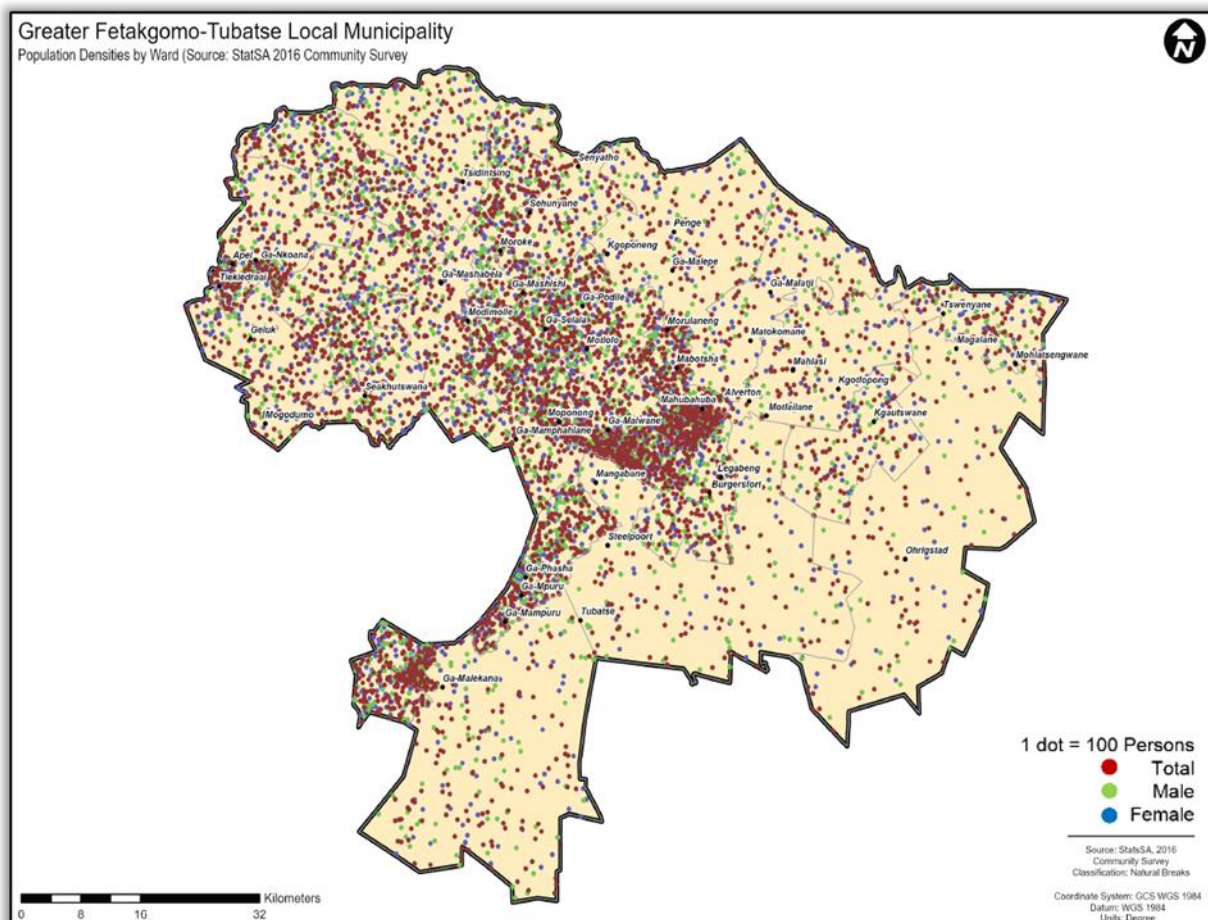 Greater Fetakgomo-Tubatse Local Municipality
Population Densities by Ward (Source: StatSA 2016 Community Survey
N
Senyatho
Tsidintsing
Sehunyane
Penge
Moroke
Kgoponeng
Apel
Ga-Nkoana
Ga-Malepe
Tiekiedraai
Ga-Mashabela
Ga-Mashishi
Ga-Malatji
Ga-Podile
Tswenyane
Modimolle
Ga-Selala
Morulaneng
Geluk
Motlolo
Matokomane
Magalane
Mohlatsengwane
Mabotsha
Mahlasi
Seakhutswana
Kgotlopong
Alverton
Mahubahuba
Mogodumo
Moponong
Ga-Malwane
Motlailane
Kgautswane
Ga-Mamphahlane
Mangabane
Legabeng
Burgersfort
Steelpoort
Ohrigstad
Ga-Phasha
Ga-Mpuru
Ga-Mampuru
Tubatse
Ga-Malekana
1 dot = 100 Persons
Total
Male
Female
Source: StatsSA, 2016
Community Survey
Classification: Natural Breaks
Coordinate System: GCS WGS 1984
Datum: WGS 1984
Units: Degree
Kilometers
0 8 16 32